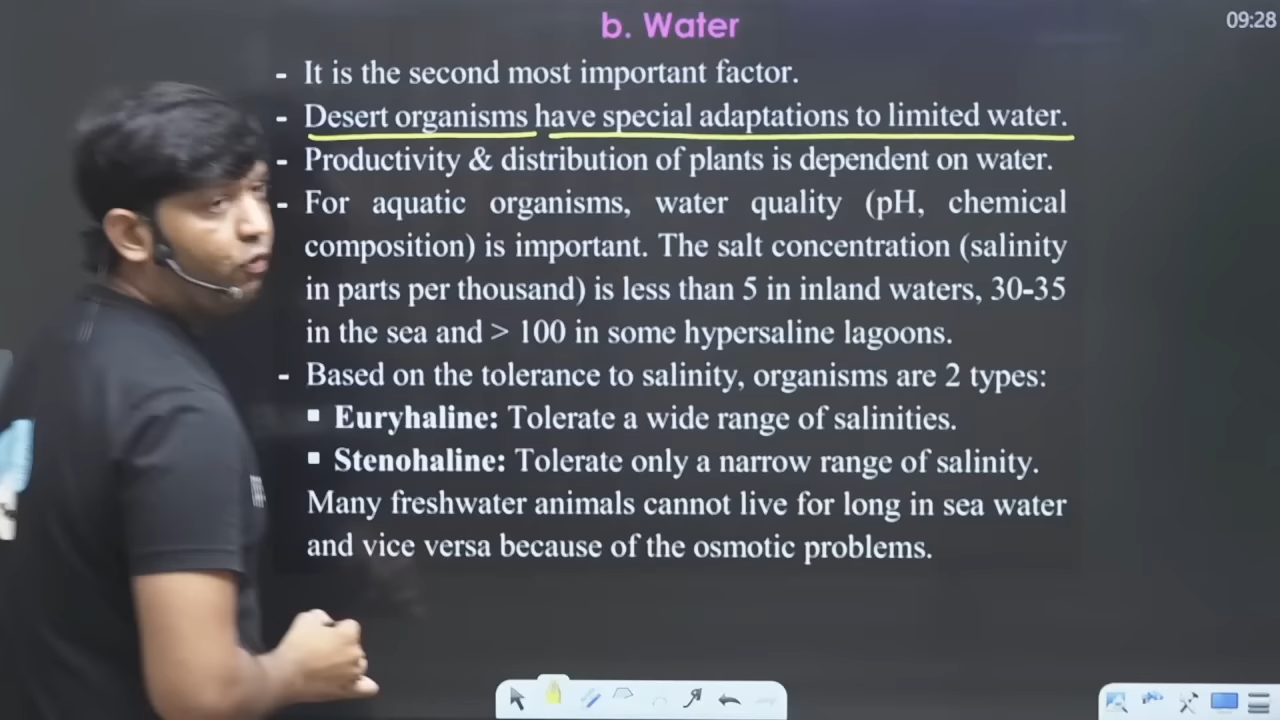 b. Water
09:28
- It is the second most important factor.
- Desert organisms have special adaptations to limited water.
- Productivity & distribution of plants is dependent on water.
- For aquatic organisms, water quality (pH, chemical
composition) is important. The salt concentration (salinity
in parts per thousand) is less than 5 in inland waters, 30-35
in the sea and > 100 in some hypersaline lagoons.
- Based on the tolerance to salinity, organisms are 2 types:
▪ Euryhaline: Tolerate a wide range of salinities.
▪ Stenohaline: Tolerate only a narrow range of salinity.
Many freshwater animals cannot live for long in sea water
and vice versa because of the osmotic problems.